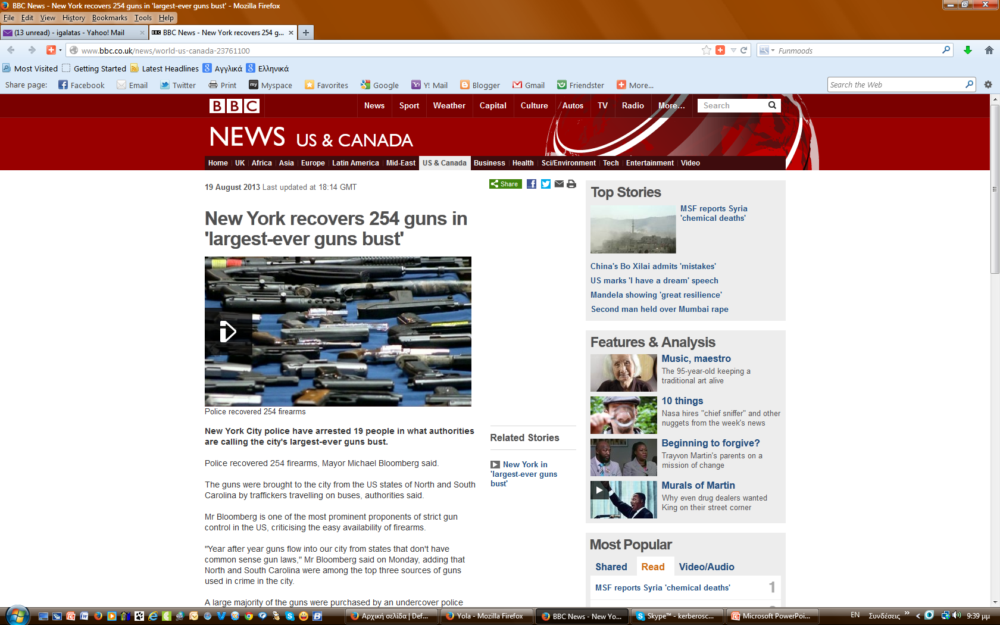 BBC News - New York recovers 254 guns in 'largest-ever guns bust' - Mozilla Firefox
File Edit View History Bookmarks Tools Help
(13 unread) - igalatas - Yahoo! Mail
BBC News - New York recovers 254 g...
www.bbc.co.uk/news/world-us-canada-23761100
Funmoods
Most Visited Getting Started Latest Headlines Αγγλικά Ελληνικά
Share page: Facebook Email Twitter Print Myspace Favorites Google Y! Mail Blogger Gmail Friendster More...
Search the Web
BBC
News Sport Weather Capital Culture Autos TV Radio More... Search
NEWS US & CANADA
Home UK Africa Asia Europe Latin America Mid-East US & Canada Business Health Sci/Environment Tech Entertainment Video
19 August 2013 Last updated at 18:14 GMT
Share
New York recovers 254 guns in
'largest-ever guns bust'
Police recovered 254 firearms
New York City police have arrested 19 people in what authorities
are calling the city's largest-ever guns bust.
Police recovered 254 firearms, Mayor Michael Bloomberg said.
The guns were brought to the city from the US states of North and South
Carolina by traffickers travelling on buses, authorities said.
Mr Bloomberg is one of the most prominent proponents of strict gun
control in the US, criticising the easy availability of firearms.
"Year after year guns flow into our city from states that don't have
common sense gun laws," Mr Bloomberg said on Monday, adding that
North and South Carolina were among the top three sources of guns
used in crime in the city.
A large majority of the guns were purchased by an undercover police
Related Stories
New York in
'largest-ever guns
bust'
Top Stories
MSF reports Syria
'chemical deaths'
China's Bo Xilai admits 'mistakes'
US marks 'I have a dream' speech
Mandela showing 'great resilience'
Second man held over Mumbai rape
Features & Analysis
Music, maestro
The 95-year-old keeping a
traditional art alive
10 things
Nasa hires "chief sniffer" and other
nuggets from the week's news
Beginning to forgive?
Trayvon Martin's parents on a
mission of change
Murals of Martin
Why even drug dealers wanted
King on their street corner
Most Popular
Shared Read Video/Audio
MSF reports Syria 'chemical deaths' 1
Αρχική σελίδα | Def...
Yola - Mozilla Firefox
BBC News - New Yo...
Skype™ - kerberosc...
Microsoft PowerPoi...
EN
Συνδέσεις
9:39 μμ